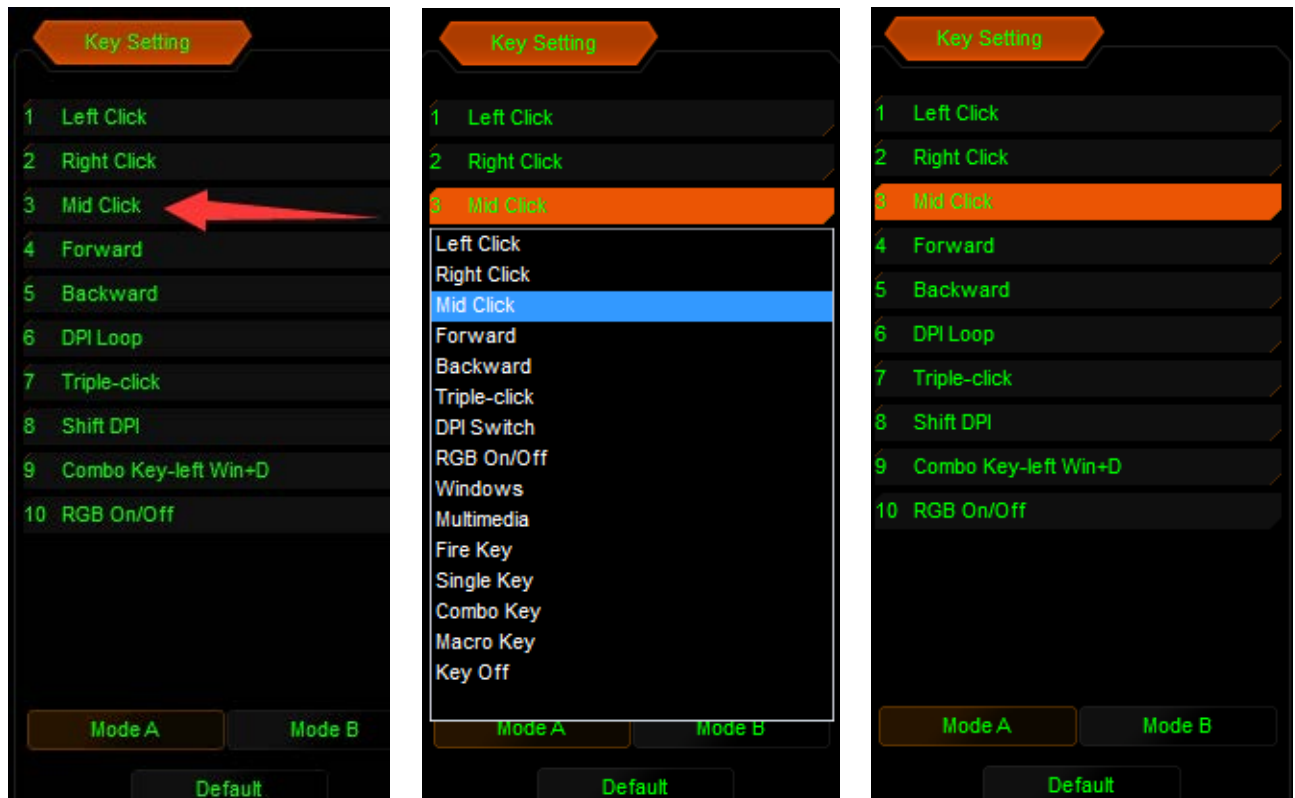 Key Setting
1 Left Click
2 Right Click
3 Mid Click
4 Forward
5 Backward
6 DPI Loop
7 Triple-click
8 Shift DPI
9 Combo Key-left Win+D
10 RGB On/Off
Mode A Mode B
Default
Key Setting
1 Left Click
2 Right Click
3 Mid Click
Left Click
Right Click
Mid Click
Forward
Backward
Triple-click
DPI Switch
RGB On/Off
Windows
Multimedia
Fire Key
Single Key
Combo Key
Macro Key
Key Off
Mode A Mode B
Default
Key Setting
1 Left Click
2 Right Click
3 Mid Click
4 Forward
5 Backward
6 DPI Loop
7 Triple-click
8 Shift DPI
9 Combo Key-left Win+D
10 RGB On/Off
Mode A Mode B
Default